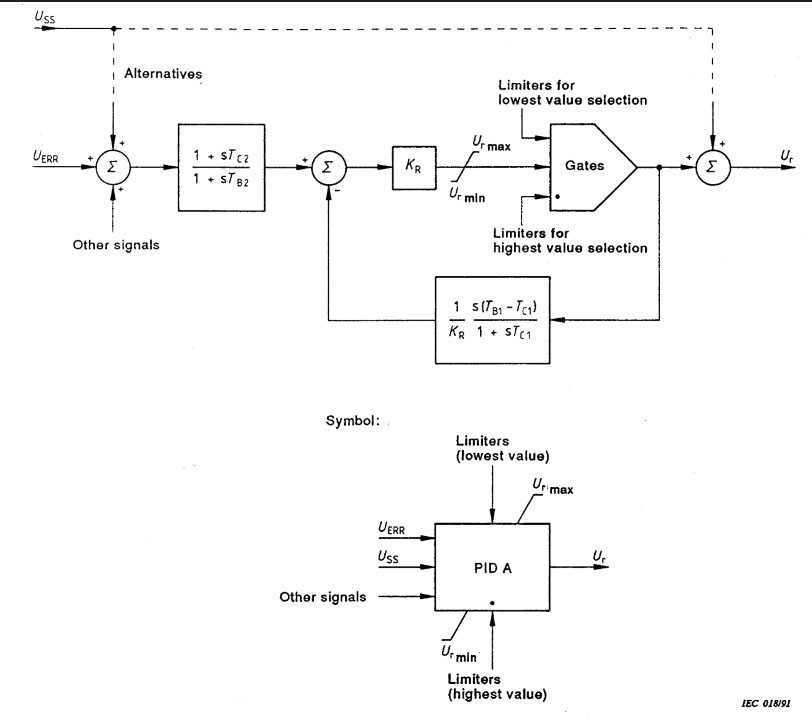 U_SS
Alternatives
Limiters for
lowest value selection
U_ERR
+
+
+
Σ
1 + sT_C2
1 + sT_B2
+
Σ
-
K_R
U_r max
U_r min
Gates
+
+
Σ
U_r
Other signals
Limiters for
highest value selection
1 s(T_B1 - T_C1)
K_R 1 + sT_C1
Symbol:
Limiters
(lowest value)
U_r max
U_ERR
U_SS
Other signals
PID A
U_r
U_r min
Limiters
(highest value)
IEC 018/91